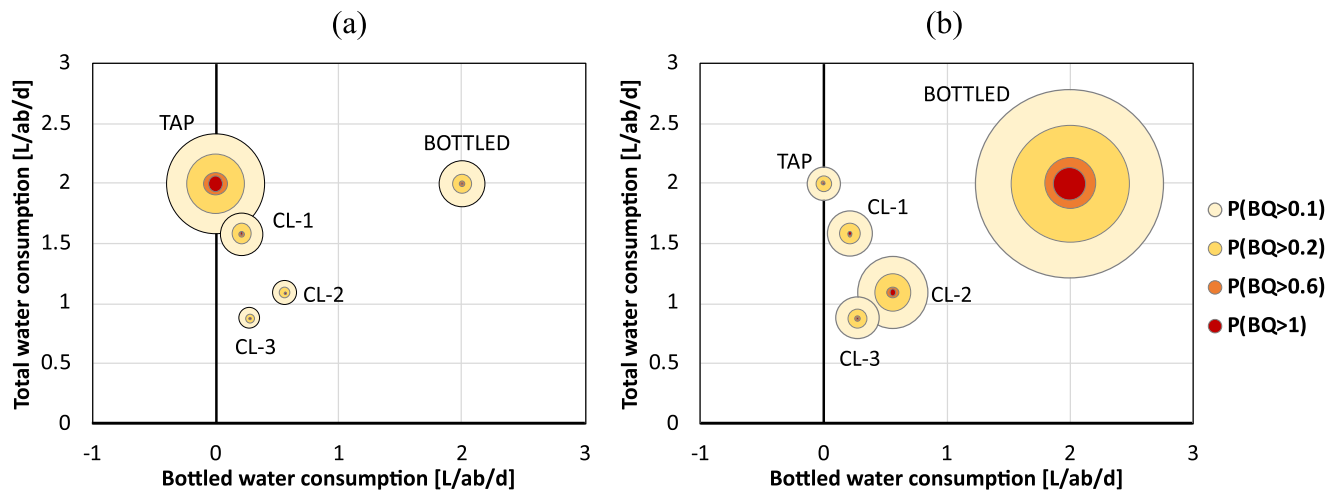 (a)
3
2.5
2
1.5
1
0.5
0
-1
0
1
2
3
Total water consumption [L/ab/d]
Bottled water consumption [L/ab/d]
TAP
BOTTLED
CL-1
CL-2
CL-3
(b)
3
2.5
2
1.5
1
0.5
0
-1
0
1
2
3
Total water consumption [L/ab/d]
Bottled water consumption [L/ab/d]
BOTTLED
TAP
CL-1
CL-2
CL-3
P(BQ>0.1)
P(BQ>0.2)
P(BQ>0.6)
P(BQ>1)